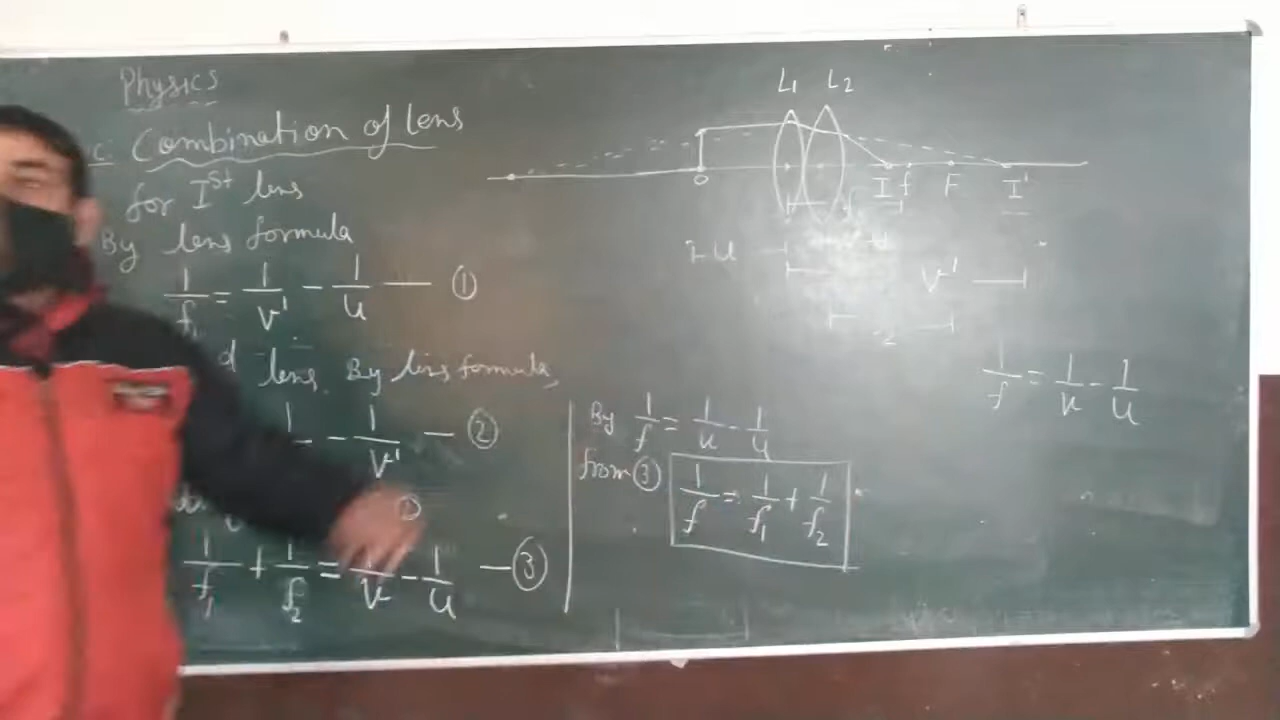 Physics
c. Combination of lens
for Ist lens
By lens formula
1/f1 = 1/v' - 1/u — ①
d lens. By lens formula,
1 - 1/v' — ②
1/f1 + 1/f2 = 1/v - 1/u — ③
By 1/f = 1/v - 1/u
from ③ 1/f = 1/f1 + 1/f2
L1 L2
O I f F I'
-u
v'
1/f = 1/v - 1/u